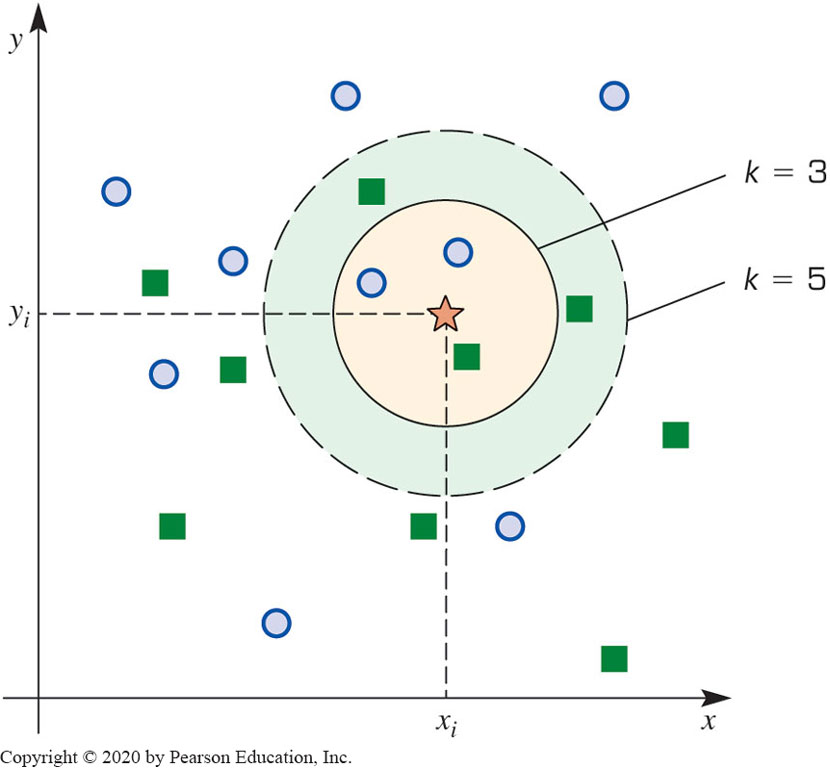 y
k = 3
k = 5
yi
xi
x
Copyright © 2020 by Pearson Education, Inc.